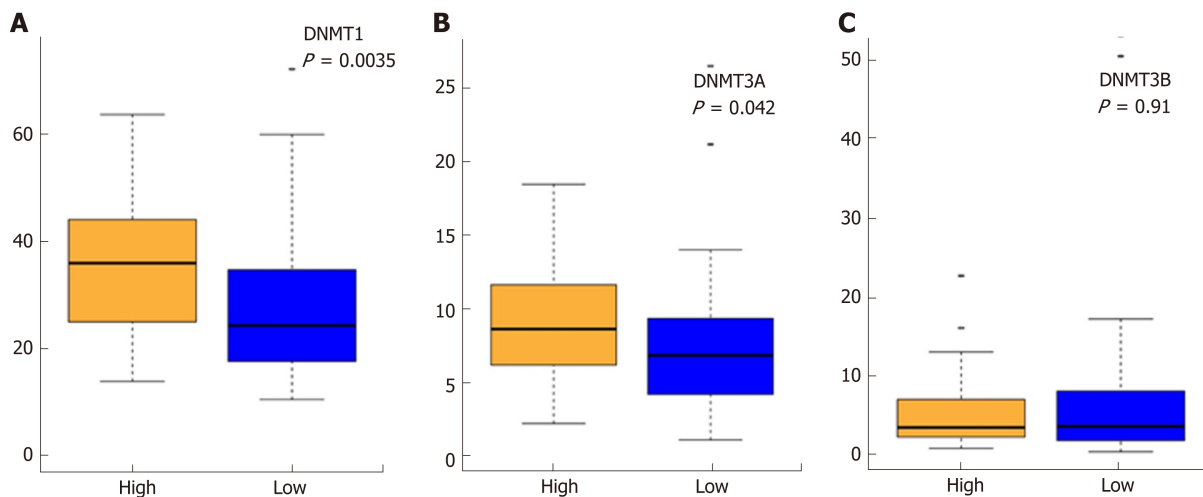 A
DNMT1
P = 0.0035
60
40
20
0
High Low
B
DNMT3A
P = 0.042
25
20
15
10
5
0
High Low
C
DNMT3B
P = 0.91
50
40
30
20
10
0
High Low